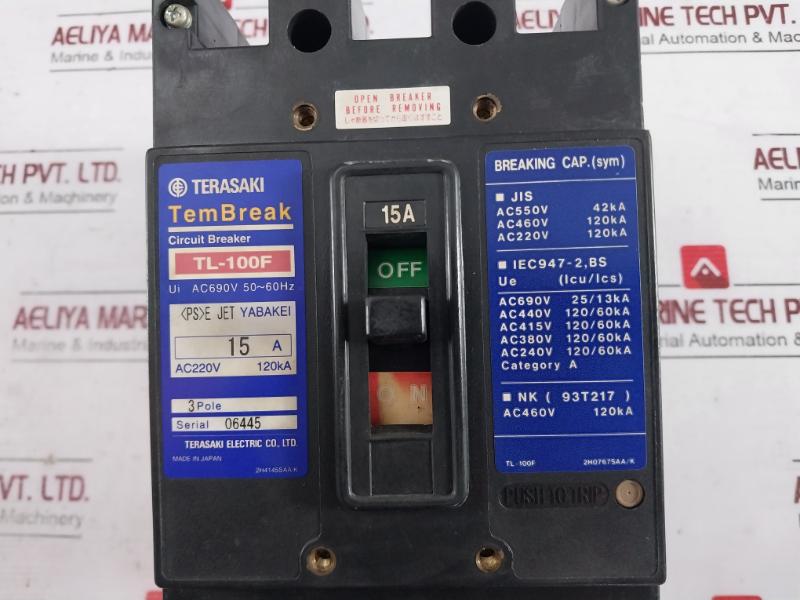 AELIYA MARINE TECH PVT. LTD.
Marine & Industrial Automation & Machinery
OPEN BREAKER
BEFORE REMOVING
TERASAKI
TemBreak
Circuit Breaker
TL-100F
Ui AC690V 50~60Hz
<PS>E JET YABAKEI
15 A
AC220V 120kA
3 Pole
Serial 06445
TERASAKI ELECTRIC CO., LTD.
MADE IN JAPAN
2H4145SAA-K
15A
OFF
ON
BREAKING CAP.(sym)
■ JIS
AC550V 42kA
AC460V 120kA
AC220V 120kA
■ IEC947-2,BS
Ue (Icu/Ics)
AC690V 25/13kA
AC440V 120/60kA
AC415V 120/60kA
AC380V 120/60kA
AC240V 120/60kA
Category A
■ NK ( 93T217 )
AC460V 120kA
TL-100F 2H0767SAA/K
PUSH TO TRIP